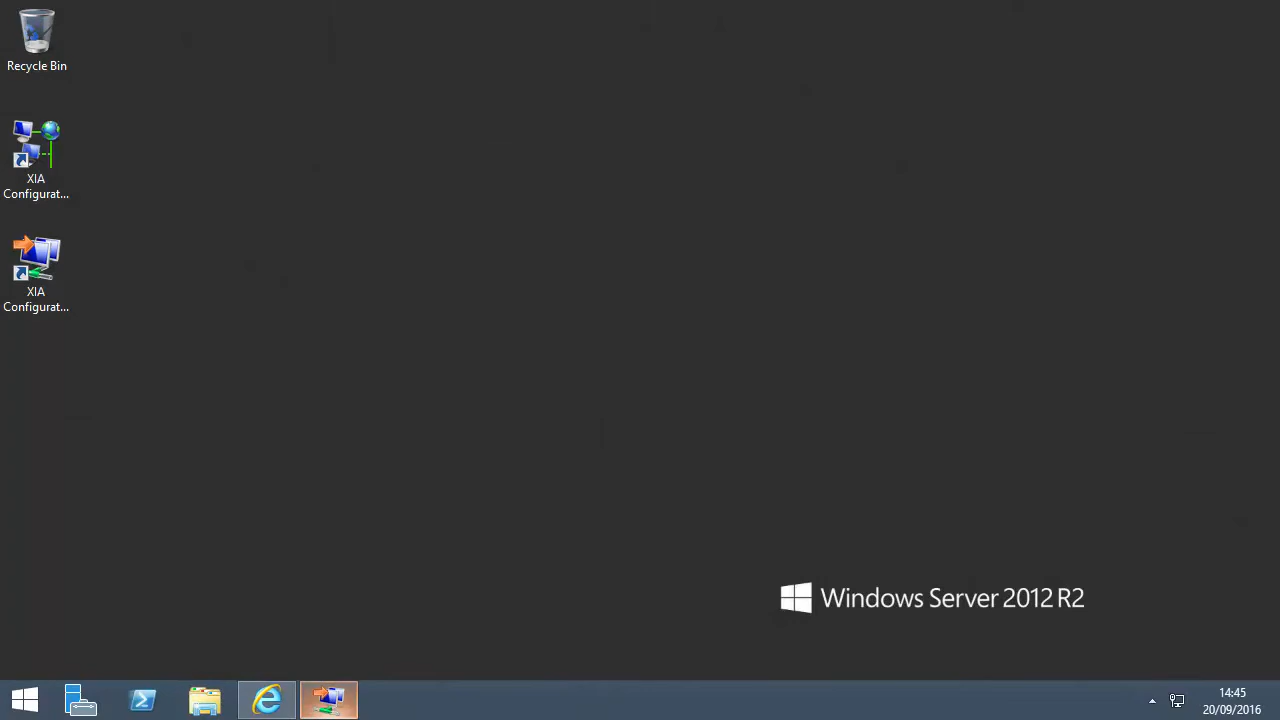 Recycle Bin
XIA
Configurat...
XIA
Configurat...
Windows Server 2012 R2
14:45
20/09/2016